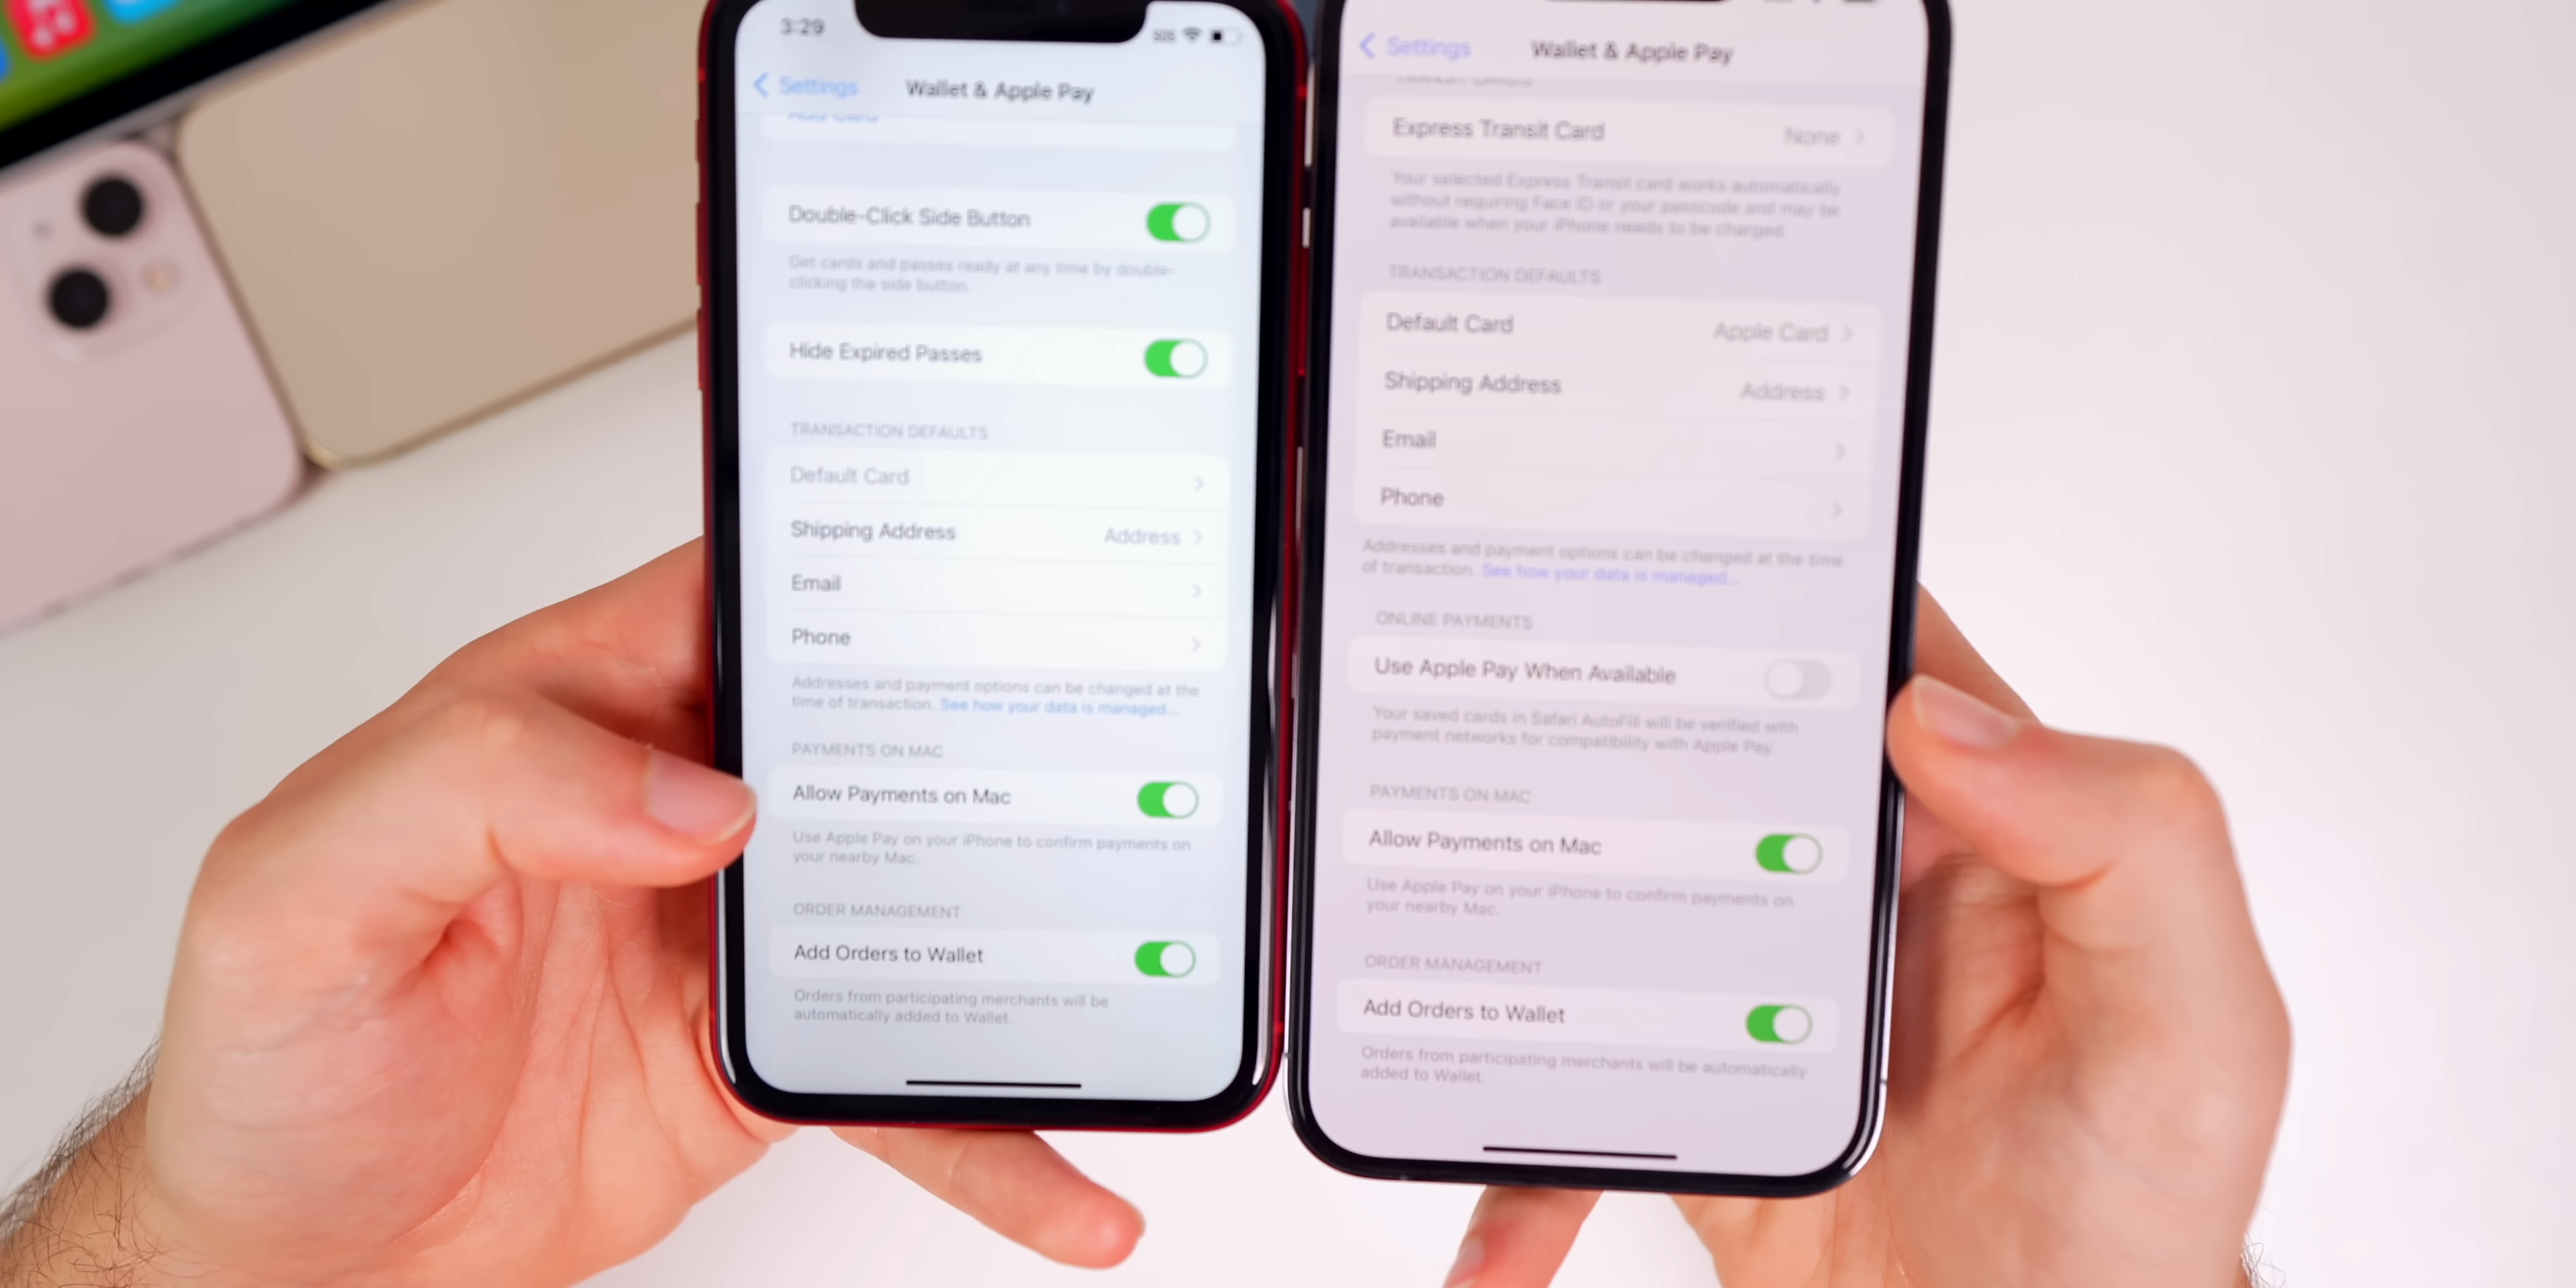 3:29
SOS
Settings
Wallet & Apple Pay
Add Card
Double-Click Side Button
Get cards and passes ready at any time by double-
clicking the side button.
Hide Expired Passes
TRANSACTION DEFAULTS
Default Card
Shipping Address Address
Email
Phone
Addresses and payment options can be changed at the
time of transaction. See how your data is managed...
PAYMENTS ON MAC
Allow Payments on Mac
Use Apple Pay on your iPhone to confirm payments on
your nearby Mac.
ORDER MANAGEMENT
Add Orders to Wallet
Orders from participating merchants will be
automatically added to Wallet.
Settings
Wallet & Apple Pay
TRANSIT CARDS
Express Transit Card None
Your selected Express Transit card works automatically
without requiring Face ID or your passcode and may be
available when your iPhone needs to be charged.
TRANSACTION DEFAULTS
Default Card Apple Card
Shipping Address Address
Email
Phone
Addresses and payment options can be changed at the time
of transaction. See how your data is managed...
ONLINE PAYMENTS
Use Apple Pay When Available
Your saved cards in Safari AutoFill will be verified with
payment networks for compatibility with Apple Pay.
PAYMENTS ON MAC
Allow Payments on Mac
Use Apple Pay on your iPhone to confirm payments on
your nearby Mac.
ORDER MANAGEMENT
Add Orders to Wallet
Orders from participating merchants will be automatically
added to Wallet.